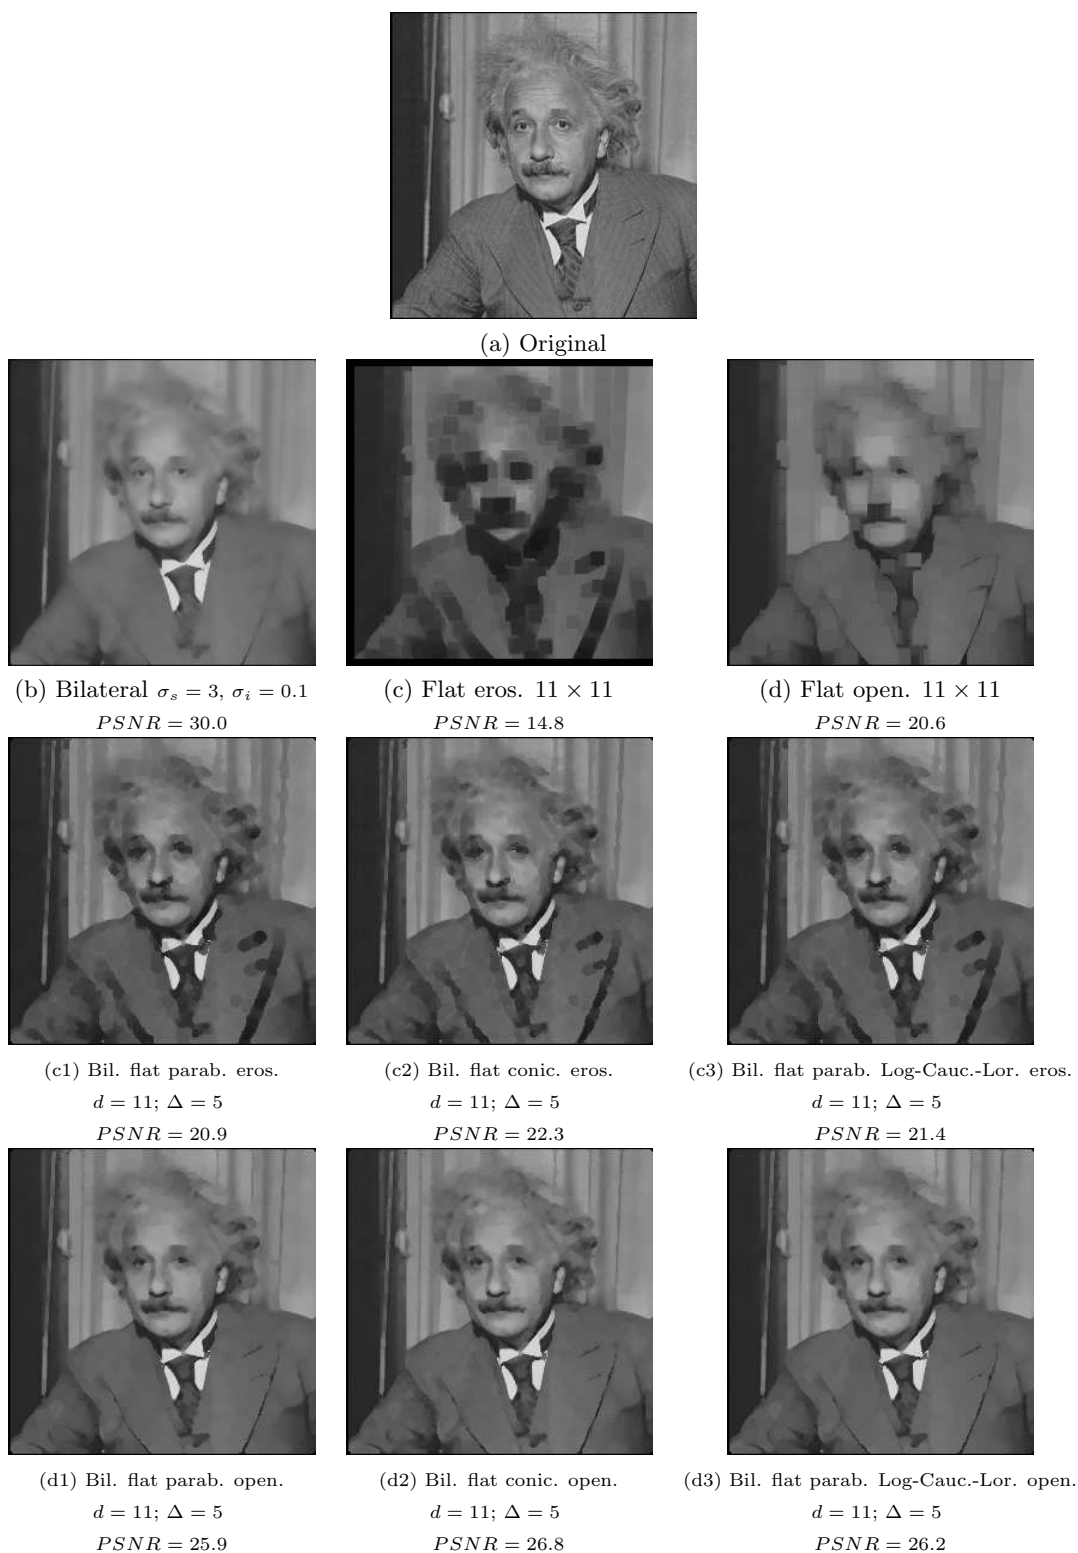 (a) Original
(b) Bilateral σ_s = 3, σ_i = 0.1
PSNR = 30.0
(c) Flat eros. 11 × 11
PSNR = 14.8
(d) Flat open. 11 × 11
PSNR = 20.6
(c1) Bil. flat parab. eros.
d = 11; Δ = 5
PSNR = 20.9
(c2) Bil. flat conic. eros.
d = 11; Δ = 5
PSNR = 22.3
(c3) Bil. flat parab. Log-Cauc.-Lor. eros.
d = 11; Δ = 5
PSNR = 21.4
(d1) Bil. flat parab. open.
d = 11; Δ = 5
PSNR = 25.9
(d2) Bil. flat conic. open.
d = 11; Δ = 5
PSNR = 26.8
(d3) Bil. flat parab. Log-Cauc.-Lor. open.
d = 11; Δ = 5
PSNR = 26.2